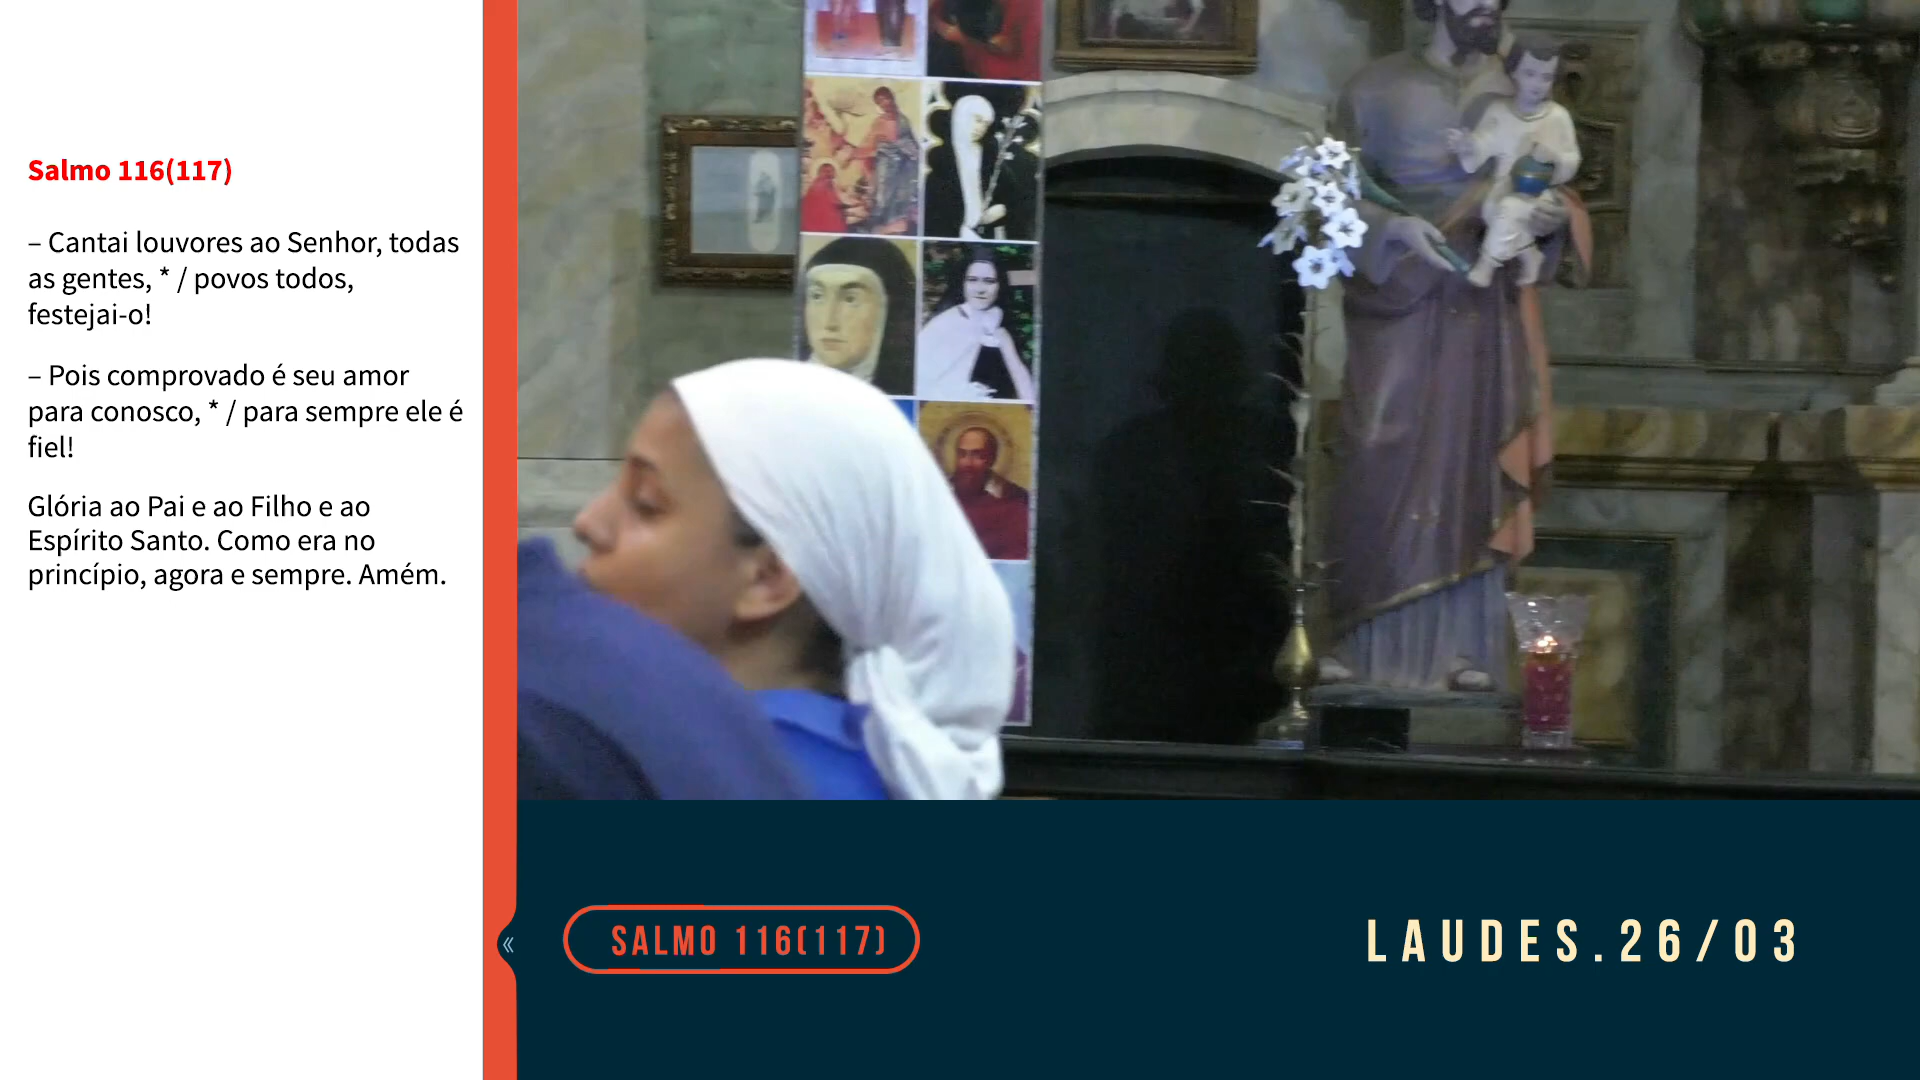 Salmo 116(117)
– Cantai louvores ao Senhor, todas
as gentes, * / povos todos,
festejai-o!
– Pois comprovado é seu amor
para conosco, * / para sempre ele é
fiel!
Glória ao Pai e ao Filho e ao
Espírito Santo. Como era no
princípio, agora e sempre. Amém.
«
SALMO 116(117)
LAUDES.26/03